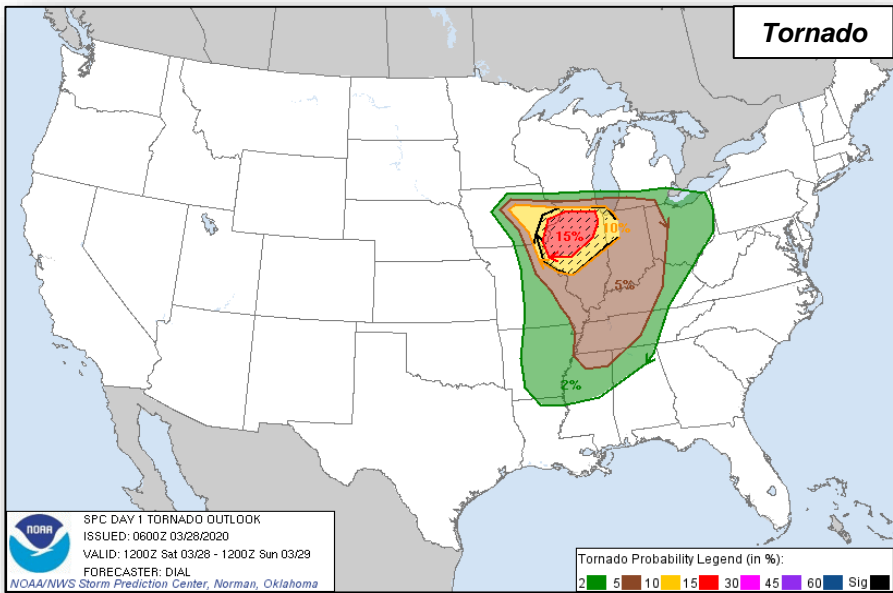 Tornado
15%
10%
5%
2%
NOAA
SPC DAY 1 TORNADO OUTLOOK
ISSUED: 0600Z 03/28/2020
VALID: 1200Z Sat 03/28 - 1200Z Sun 03/29
FORECASTER: DIAL
NOAA/NWS Storm Prediction Center, Norman, Oklahoma
Tornado Probability Legend (in %):
2 5 10 15 30 45 60 Sig